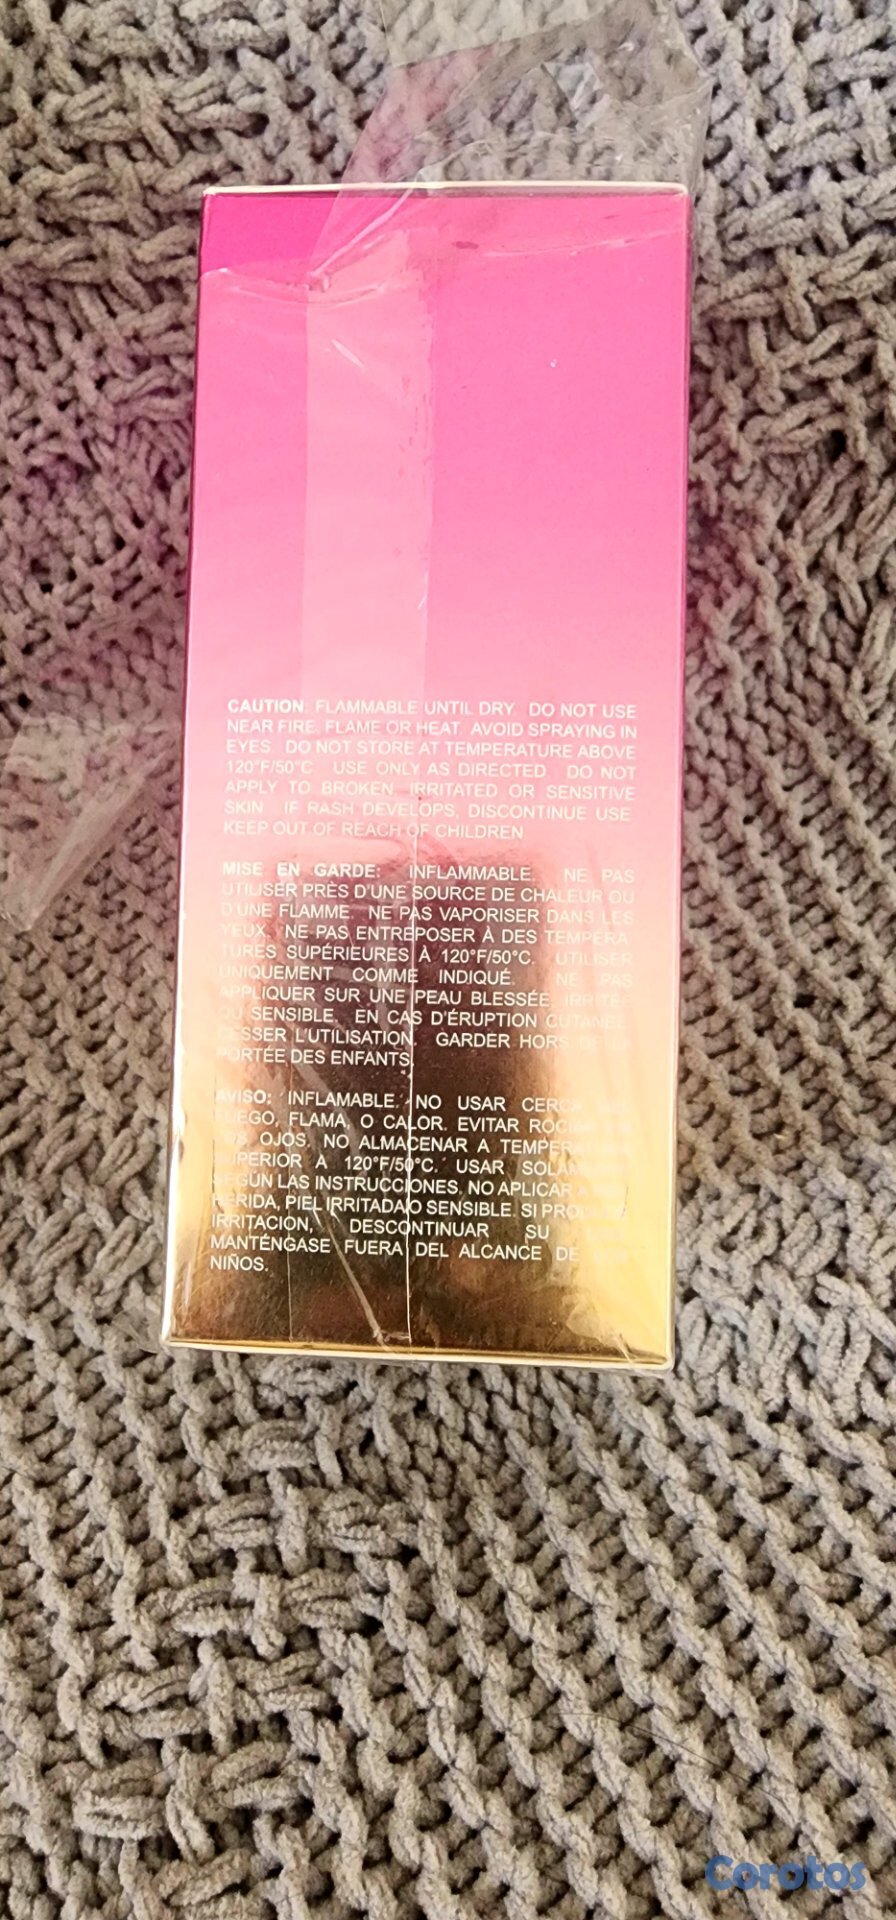 CAUTION: FLAMMABLE UNTIL DRY. DO NOT USE
NEAR FIRE, FLAME OR HEAT. AVOID SPRAYING IN
EYES. DO NOT STORE AT TEMPERATURE ABOVE
120°F/50°C. USE ONLY AS DIRECTED. DO NOT
APPLY TO BROKEN, IRRITATED OR SENSITIVE
SKIN. IF RASH DEVELOPS, DISCONTINUE USE.
KEEP OUT OF REACH OF CHILDREN
MISE EN GARDE: INFLAMMABLE. NE PAS
UTILISER PRÈS D'UNE SOURCE DE CHALEUR OU
D'UNE FLAMME. NE PAS VAPORISER DANS LES
YEUX. NE PAS ENTREPOSER À DES TEMPÉRA-
TURES SUPÉRIEURES À 120°F/50°C. UTILISER
UNIQUEMENT COMME INDIQUÉ. NE PAS
APPLIQUER SUR UNE PEAU BLESSÉE, IRRITÉE
OU SENSIBLE. EN CAS D'ÉRUPTION CUTANÉE,
CESSER L'UTILISATION. GARDER HORS DE LA
PORTÉE DES ENFANTS.
AVISO: INFLAMABLE. NO USAR CERCA
FUEGO, FLAMA, O CALOR. EVITAR
LOS OJOS. NO ALMACENAR A
SUPERIOR A 120°F/50°C. USAR
SEGÚN LAS INSTRUCCIONES. NO APLICAR A
HERIDA, PIEL IRRITADA O SENSIBLE. SI
IRRITACION, DESCONTINUAR SU
MANTÉNGASE FUERA DEL ALCANCE DE
NIÑOS.
Corotos